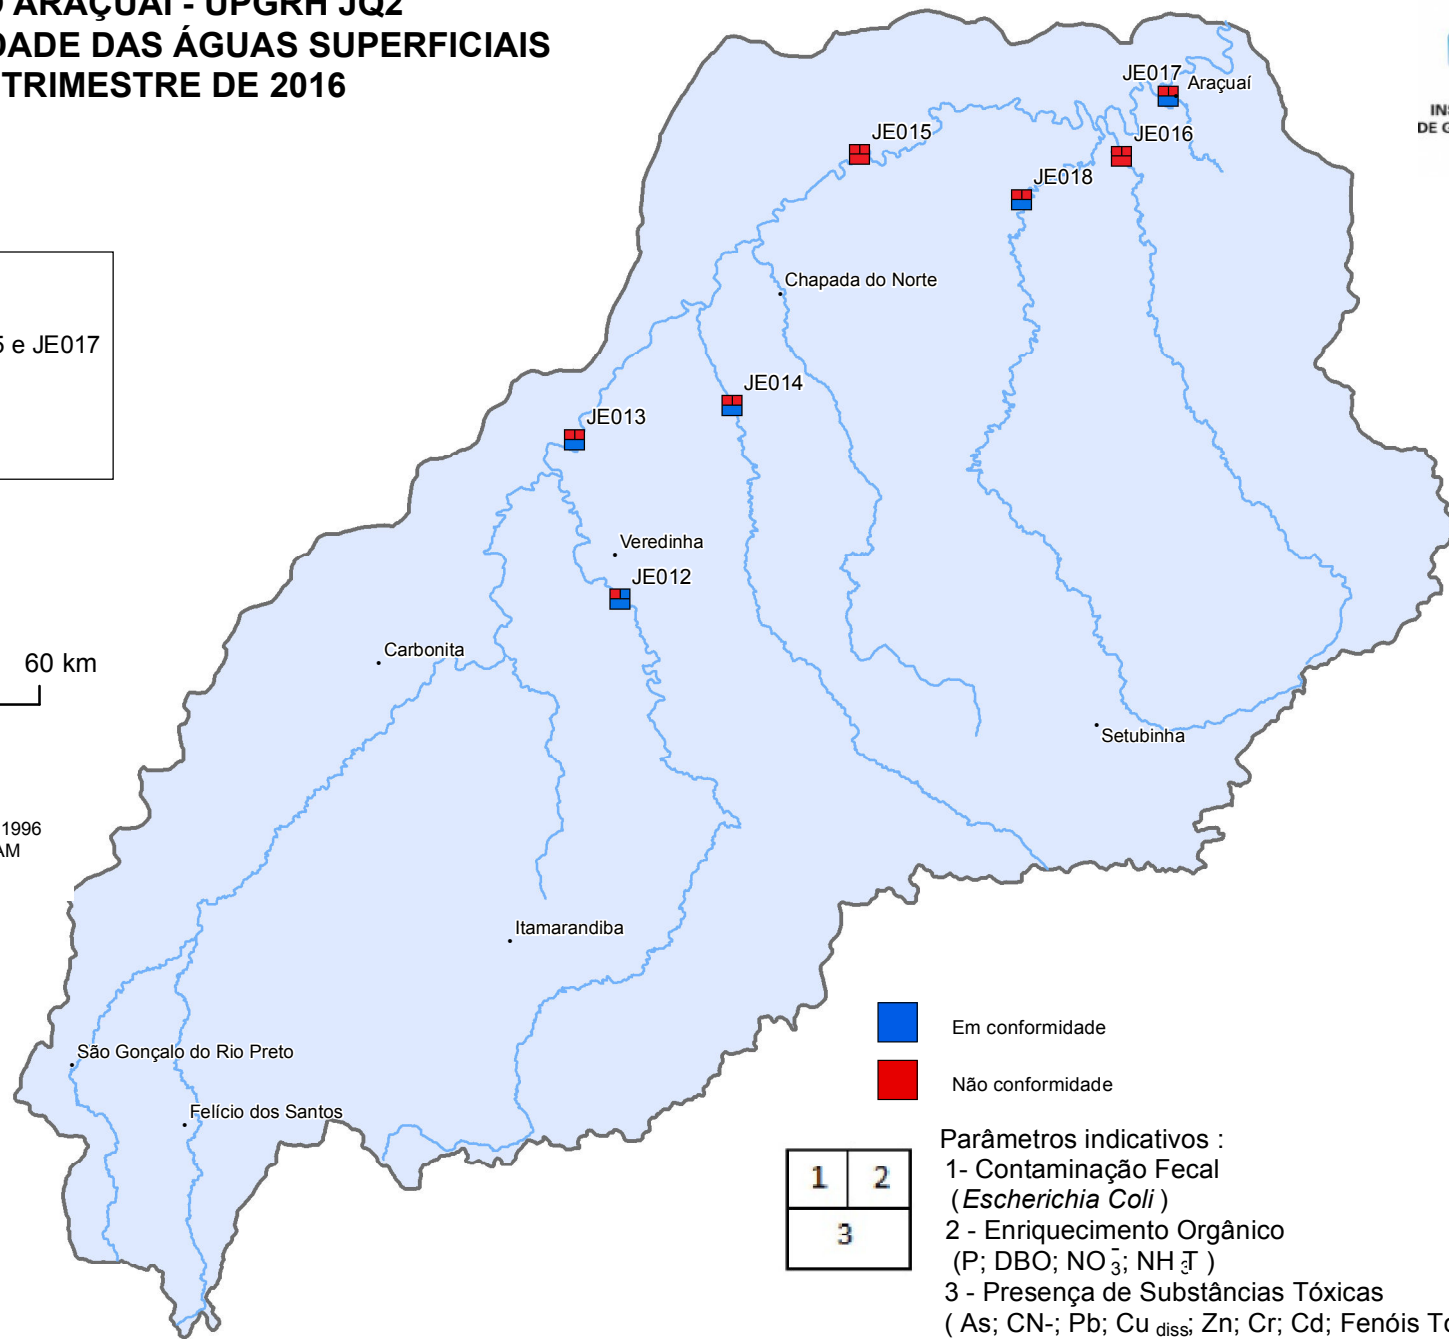 ARAÇUAÍ - UPGRH JQ2
DADE DAS ÁGUAS SUPERFICIAIS
TRIMESTRE DE 2016
JE017
Araçuaí
JE015
JE016
JE018
e JE017
Chapada do Norte
JE014
JE013
Veredinha
JE012
Carbonita
60 km
Setubinha
1996
AM
Itamarandiba
São Gonçalo do Rio Preto
Felício dos Santos
Em conformidade
Não conformidade
Parâmetros indicativos :
1- Contaminação Fecal
(Escherichia Coli )
2 - Enriquecimento Orgânico
(P; DBO; NO3-; NH3T )
3 - Presença de Substâncias Tóxicas
( As; CN-; Pb; Cu diss; Zn; Cr; Cd; Fenóis
1 2
3